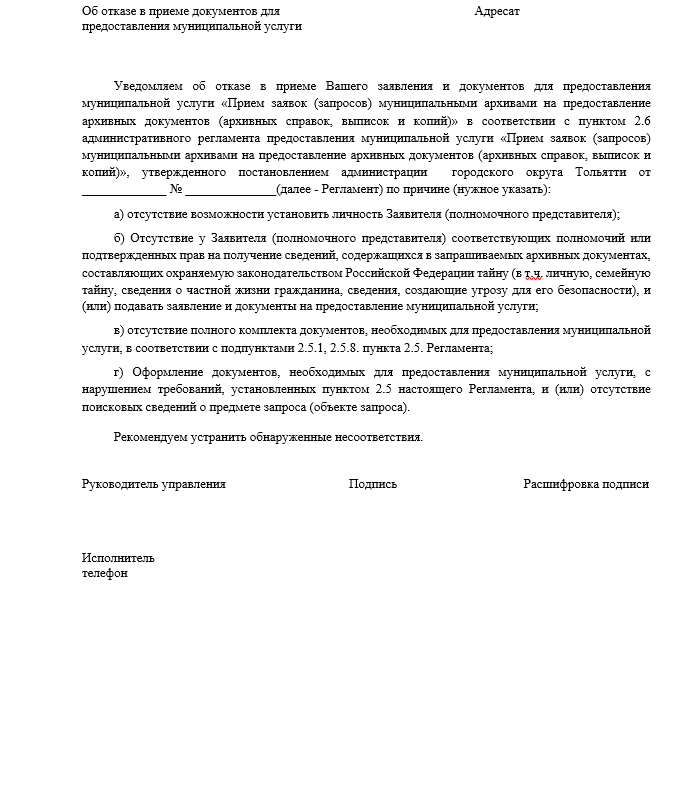 Об отказе в приеме документов для Адресат
предоставления муниципальной услуги
Уведомляем об отказе в приеме Вашего заявления и документов для предоставления
муниципальной услуги «Прием заявок (запросов) муниципальными архивами на предоставление
архивных документов (архивных справок, выписок и копий)» в соответствии с пунктом 2.6
административного регламента предоставления муниципальной услуги «Прием заявок (запросов)
муниципальными архивами на предоставление архивных документов (архивных справок, выписок и
копий)», утвержденного постановлением администрации городского округа Тольятти от
_____________ № ______________(далее - Регламент) по причине (нужное указать):
а) отсутствие возможности установить личность Заявителя (полномочного представителя);
б) Отсутствие у Заявителя (полномочного представителя) соответствующих полномочий или
подтвержденных прав на получение сведений, содержащихся в запрашиваемых архивных документах,
составляющих охраняемую законодательством Российской Федерации тайну (в т.ч. личную, семейную
тайну, сведения о частной жизни гражданина, сведения, создающие угрозу для его безопасности), и
(или) подавать заявление и документы на предоставление муниципальной услуги;
в) отсутствие полного комплекта документов, необходимых для предоставления муниципальной
услуги, в соответствии с подпунктами 2.5.1, 2.5.8. пункта 2.5. Регламента;
г) Оформление документов, необходимых для предоставления муниципальной услуги, с
нарушением требований, установленных пунктом 2.5 настоящего Регламента, и (или) отсутствие
поисковых сведений о предмете запроса (объекте запроса).
Рекомендуем устранить обнаруженные несоответствия.
Руководитель управления Подпись Расшифровка подписи
Исполнитель
телефон